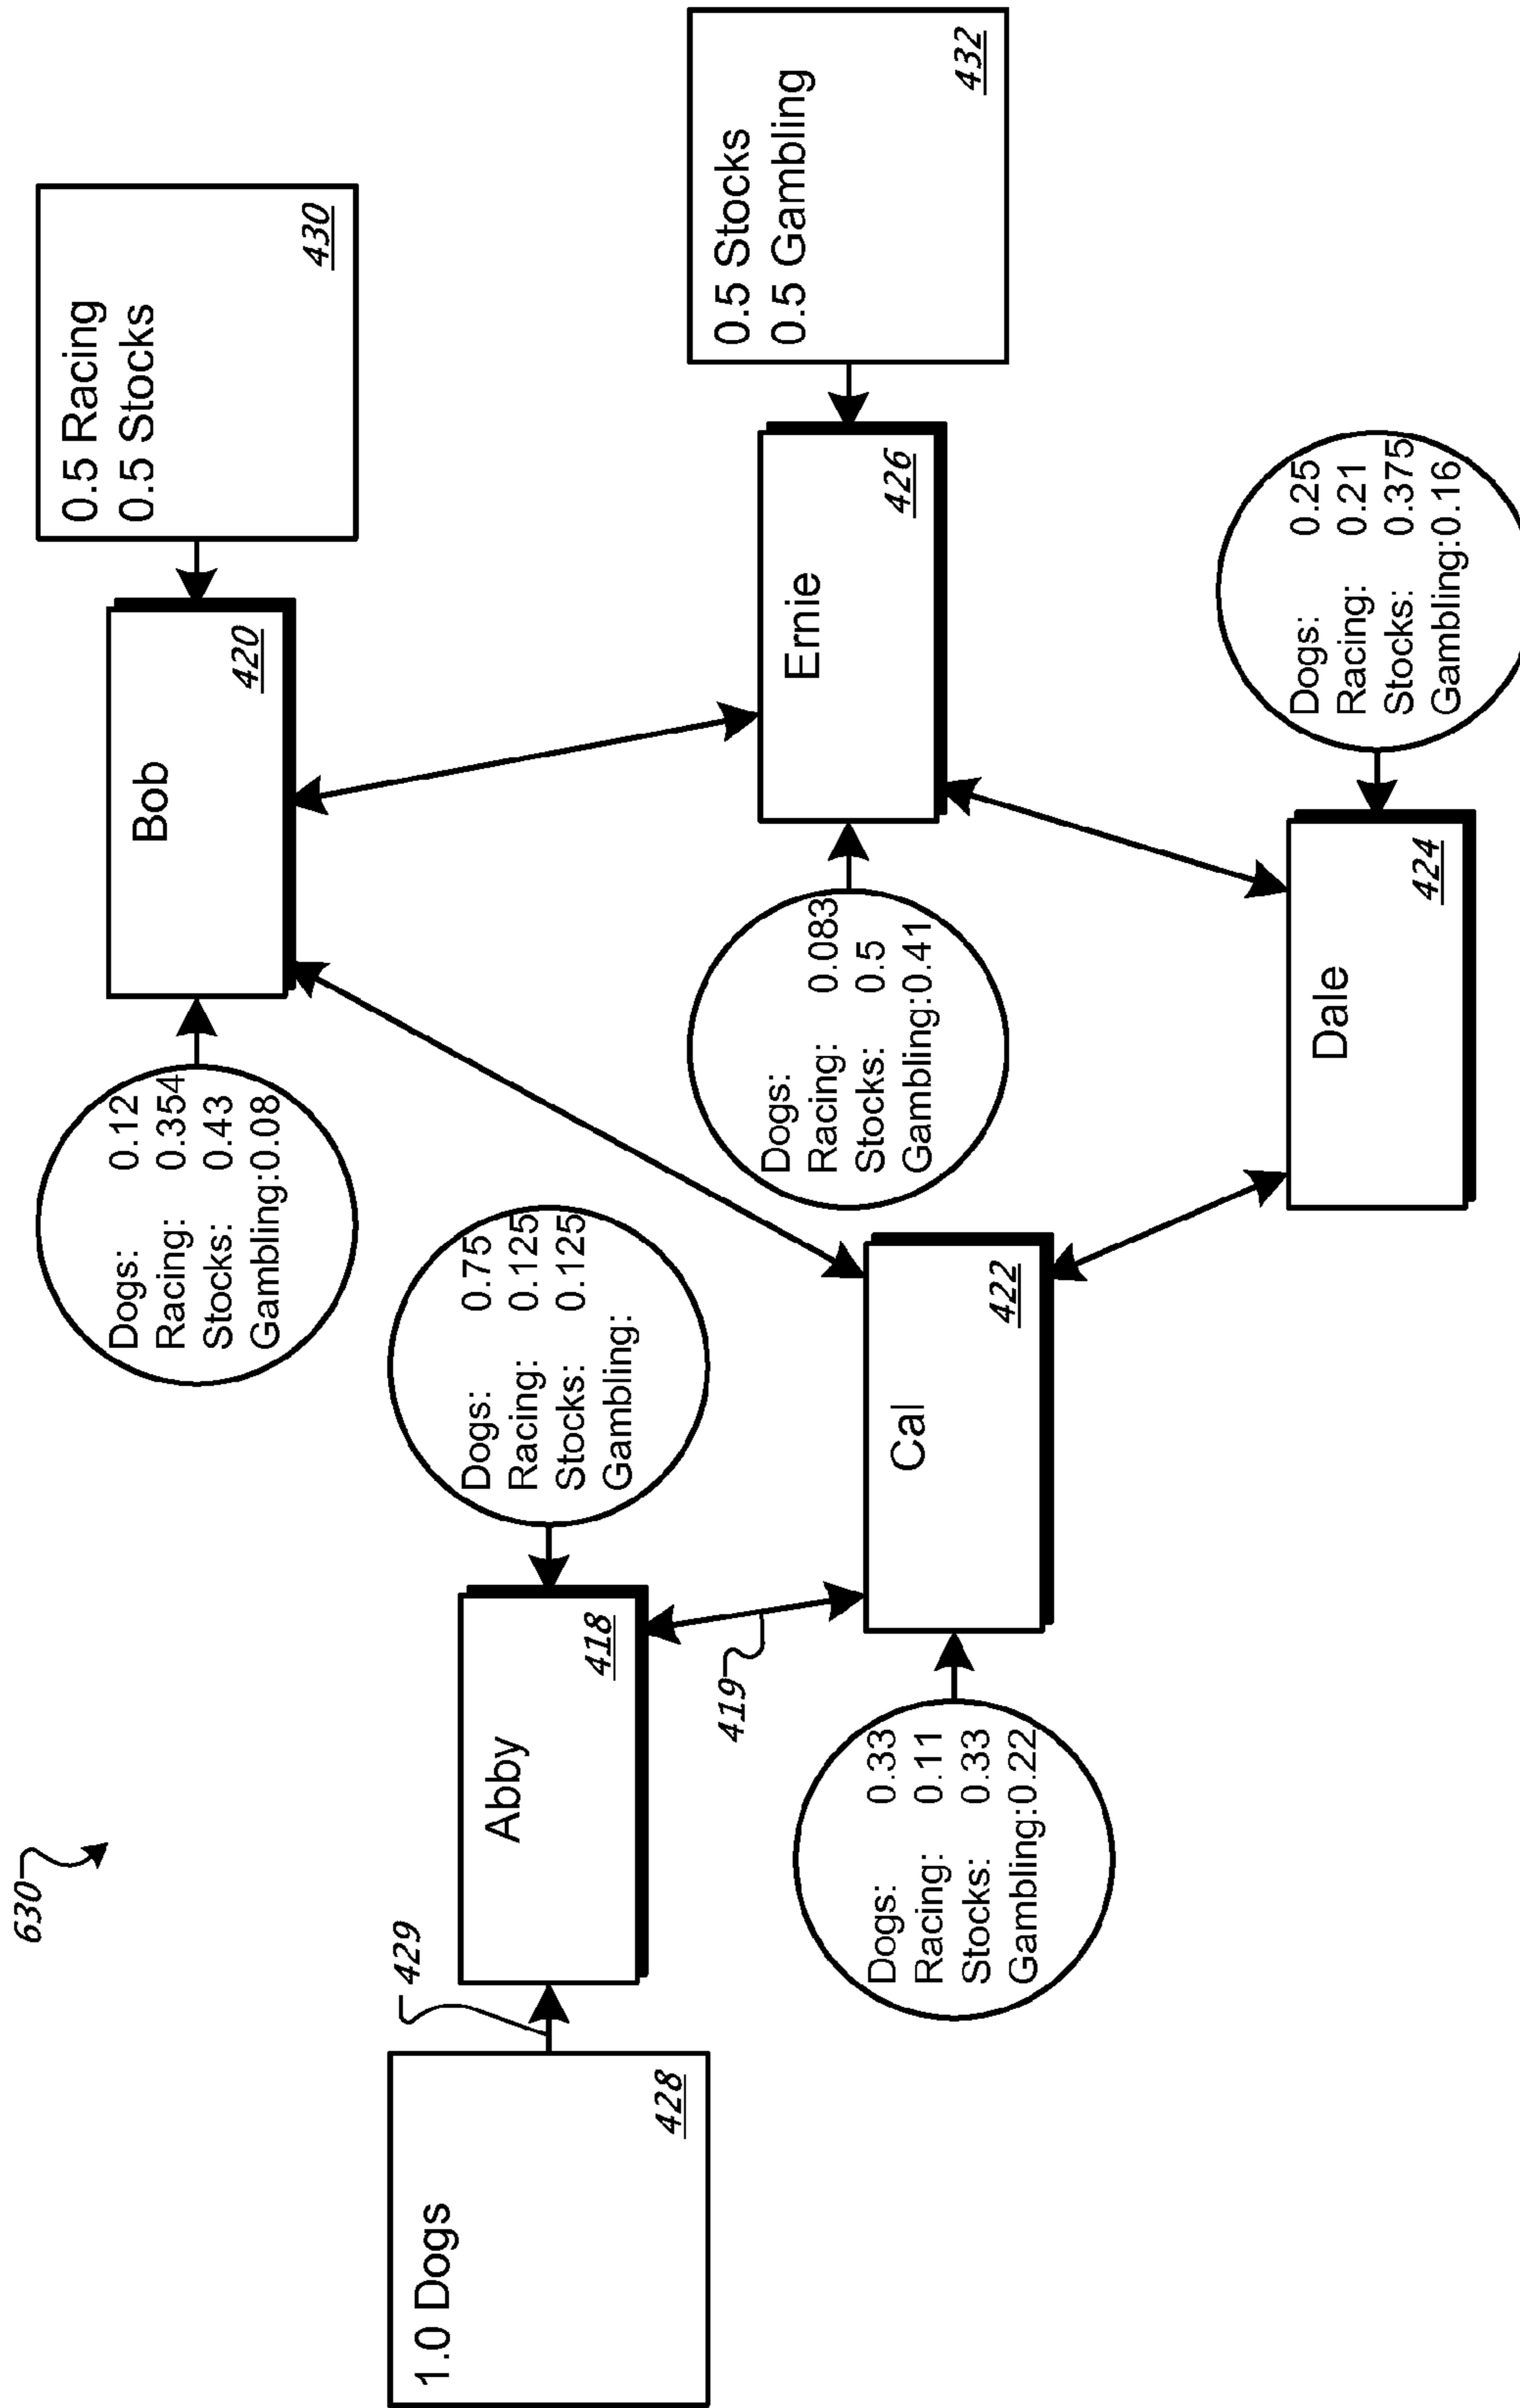 630
1.0 Dogs
428
429
Abby
418
Dogs: 0.75
Racing: 0.125
Stocks: 0.125
Gambling:
419
Dogs: 0.33
Racing: 0.11
Stocks: 0.33
Gambling:0.22
Cal
422
Dogs: 0.12
Racing: 0.354
Stocks: 0.43
Gambling:0.08
Bob
420
0.5 Racing
0.5 Stocks
430
Dogs:
Racing: 0.083
Stocks: 0.5
Gambling:0.41
Ernie
426
0.5 Stocks
0.5 Gambling
432
Dale
424
Dogs: 0.25
Racing: 0.21
Stocks: 0.375
Gambling:0.16